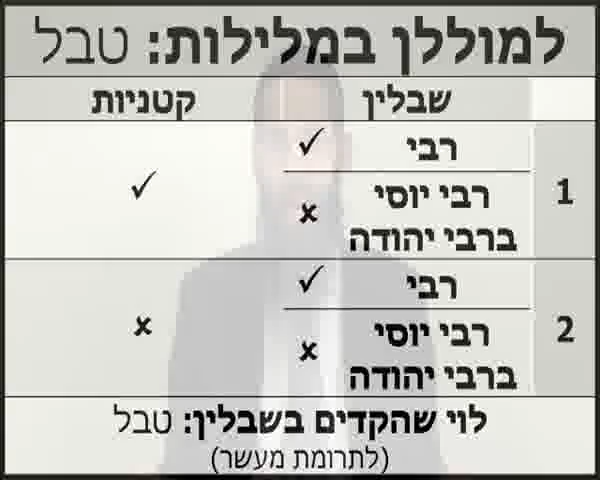 למוללן במלילות: טבל
שבלין קטניות
1 רבי ✓ ✓
רבי יוסי ברבי יהודה x
2 רבי ✓ x
רבי יוסי ברבי יהודה x
לוי שהקדים בשבלין: טבל
(לתרומת מעשר)